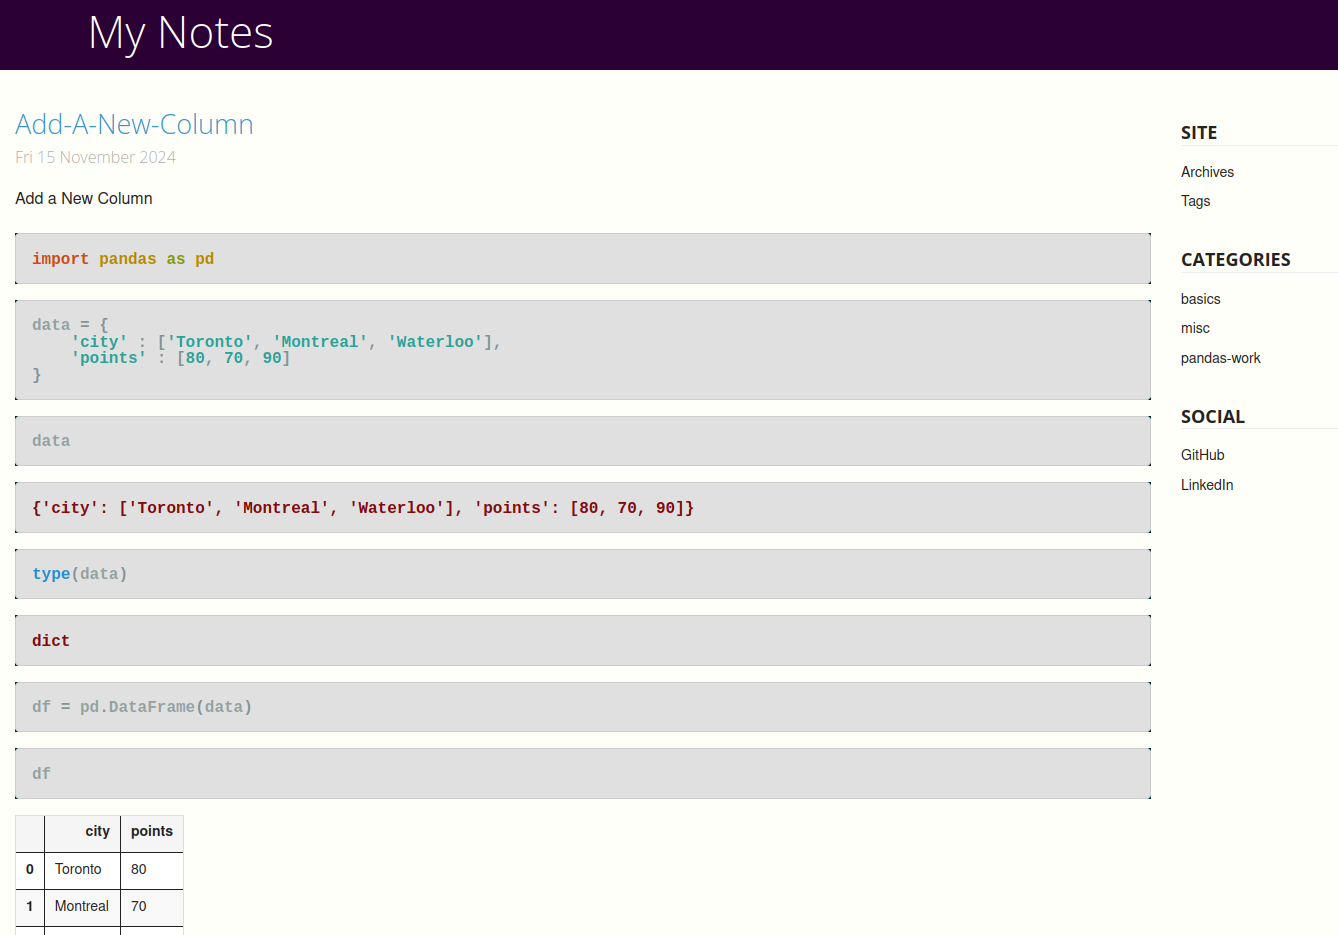 My Notes
Add-A-New-Column
Fri 15 November 2024
Add a New Column
import pandas as pd
data = {
    'city' : ['Toronto', 'Montreal', 'Waterloo'],
    'points' : [80, 70, 90]
}
data
{'city': ['Toronto', 'Montreal', 'Waterloo'], 'points': [80, 70, 90]}
type(data)
dict
df = pd.DataFrame(data)
df
city points
0 Toronto 80
1 Montreal 70
SITE
Archives
Tags
CATEGORIES
basics
misc
pandas-work
SOCIAL
GitHub
LinkedIn